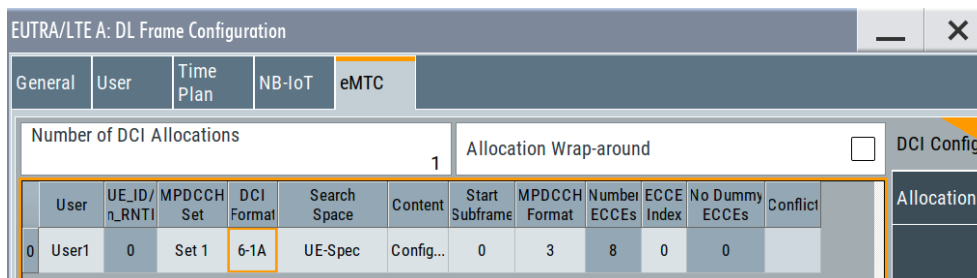 EUTRA/LTE A: DL Frame Configuration
General User Time Plan NB-IoT eMTC
Number of DCI Allocations 1 Allocation Wrap-around DCI Config
Allocation
User UE_ID/ n_RNTI MPDCCH Set DCI Format Search Space Content Start Subframe MPDCCH Format Number ECCEs ECCE Index No Dummy ECCEs Conflict
0 User1 0 Set 1 6-1A UE-Spec Config... 0 3 8 0 0